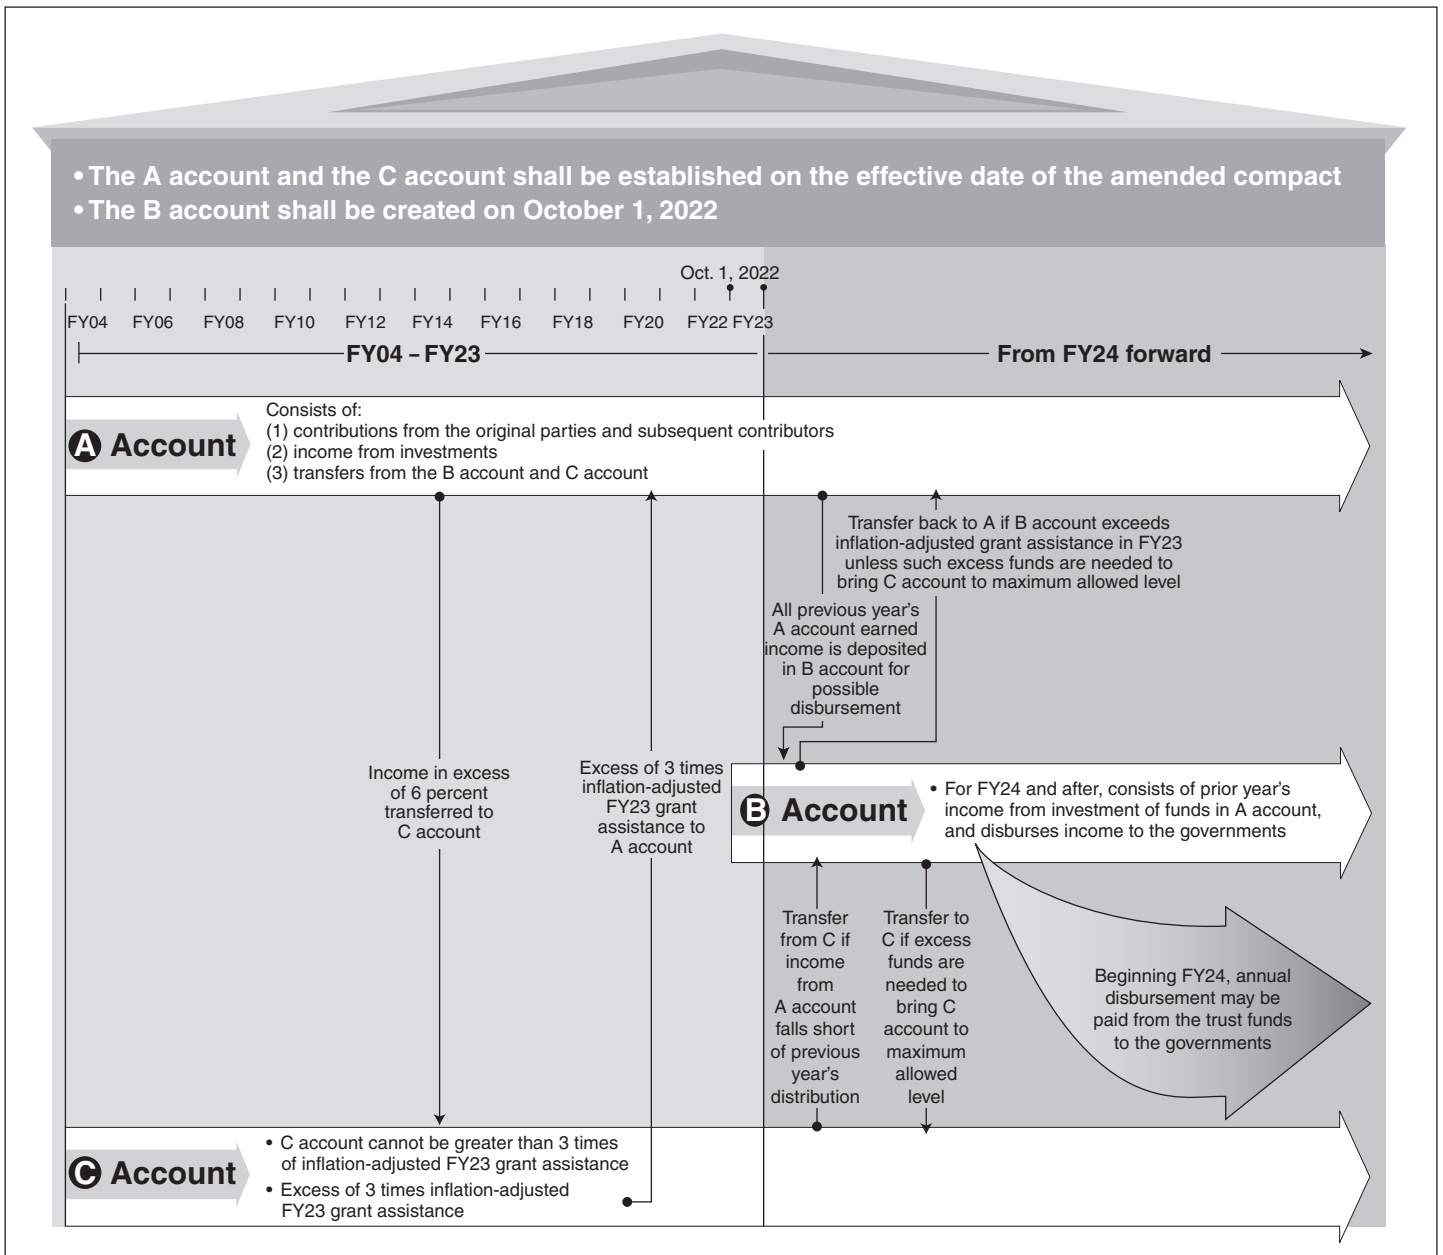 • The A account and the C account shall be established on the effective date of the amended compact
• The B account shall be created on October 1, 2022
Oct. 1, 2022
FY04 FY06 FY08 FY10 FY12 FY14 FY16 FY18 FY20 FY22 FY23
FY04 – FY23
From FY24 forward
A Account
Consists of:
(1) contributions from the original parties and subsequent contributors
(2) income from investments
(3) transfers from the B account and C account
Transfer back to A if B account exceeds
inflation-adjusted grant assistance in FY23
unless such excess funds are needed to
bring C account to maximum allowed level
All previous year's
A account earned
income is deposited
in B account for
possible
disbursement
Income in excess
of 6 percent
transferred to
C account
Excess of 3 times
inflation-adjusted
FY23 grant
assistance to
A account
B Account
• For FY24 and after, consists of prior year's
income from investment of funds in A account,
and disburses income to the governments
Transfer
from C if
income
from
A account
falls short
of previous
year's
distribution
Transfer to
C if excess
funds are
needed to
bring C
account to
maximum
allowed
level
Beginning FY24, annual
disbursement may be
paid from the trust funds
to the governments
C Account
• C account cannot be greater than 3 times
of inflation-adjusted FY23 grant assistance
• Excess of 3 times inflation-adjusted
FY23 grant assistance